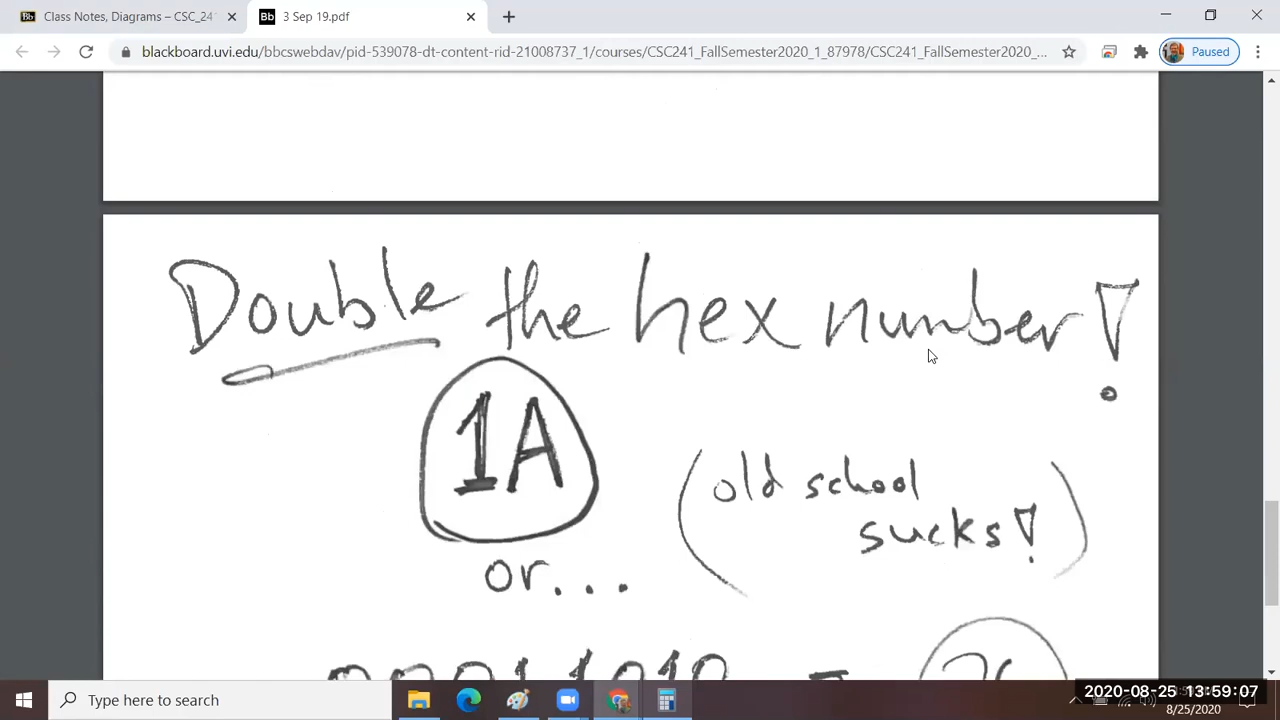 Class Notes, Diagrams – CSC_241
3 Sep 19.pdf
blackboard.uvi.edu/bbcswebdav/pid-539078-dt-content-rid-21008737_1/courses/CSC241_FallSemester2020_1_87978/CSC241_FallSemester2020_...
Paused
Double the hex number!
1A
(old school
sucks!)
or...
00011010 =
Type here to search
2020-08-25 13:59:07
8/25/2020